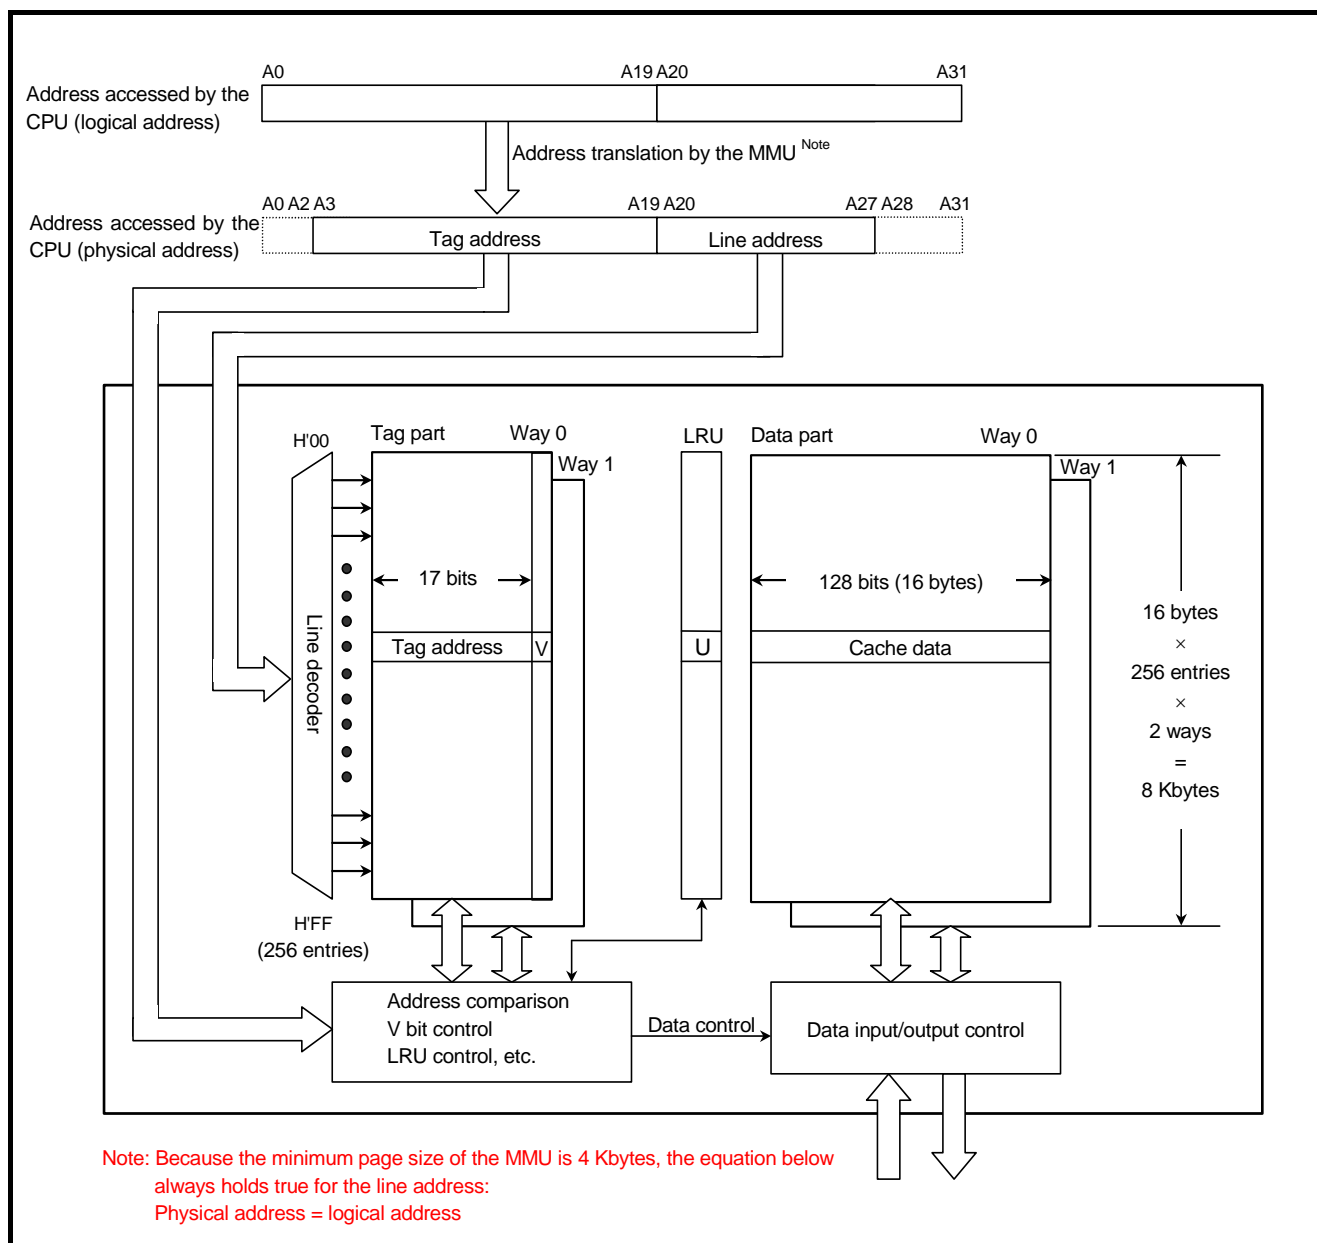 A0 A19 A20 A31
Address accessed by the
CPU (logical address)
Address translation by the MMU Note
A0 A2 A3 A19 A20 A27 A28 A31
Address accessed by the
CPU (physical address)
Tag address Line address
H'00 Tag part Way 0 LRU Data part Way 0
Way 1 Way 1
17 bits 128 bits (16 bytes)
16 bytes
×
256 entries
×
2 ways
=
8 Kbytes
Line decoder
Tag address V U Cache data
H'FF
(256 entries)
Address comparison
V bit control
LRU control, etc.
Data control
Data input/output control
Note: Because the minimum page size of the MMU is 4 Kbytes, the equation below
always holds true for the line address:
Physical address = logical address